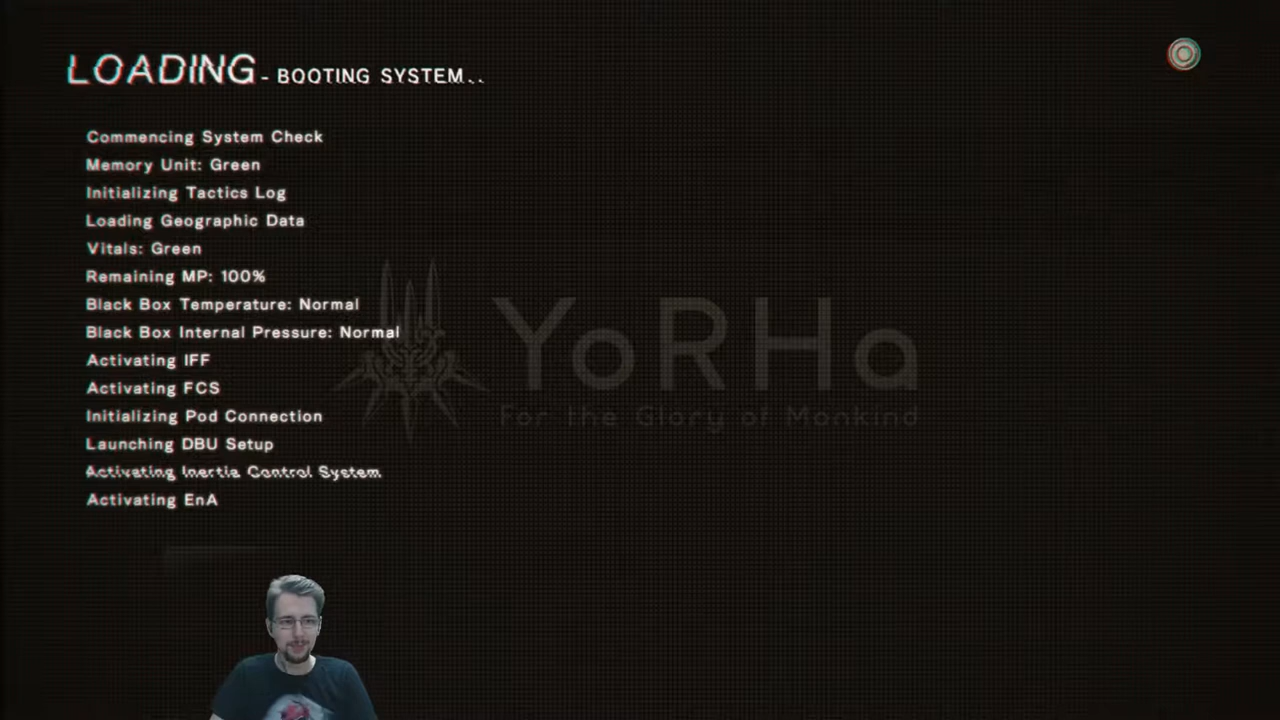 LOADING - BOOTING SYSTEM..
Commencing System Check
Memory Unit: Green
Initializing Tactics Log
Loading Geographic Data
Vitals: Green
Remaining MP: 100%
Black Box Temperature: Normal
Black Box Internal Pressure: Normal
Activating IFF
Activating FCS
Initializing Pod Connection
Launching DBU Setup
Activating Inertia Control System
Activating EnA
YoRHa
For the Glory of Mankind